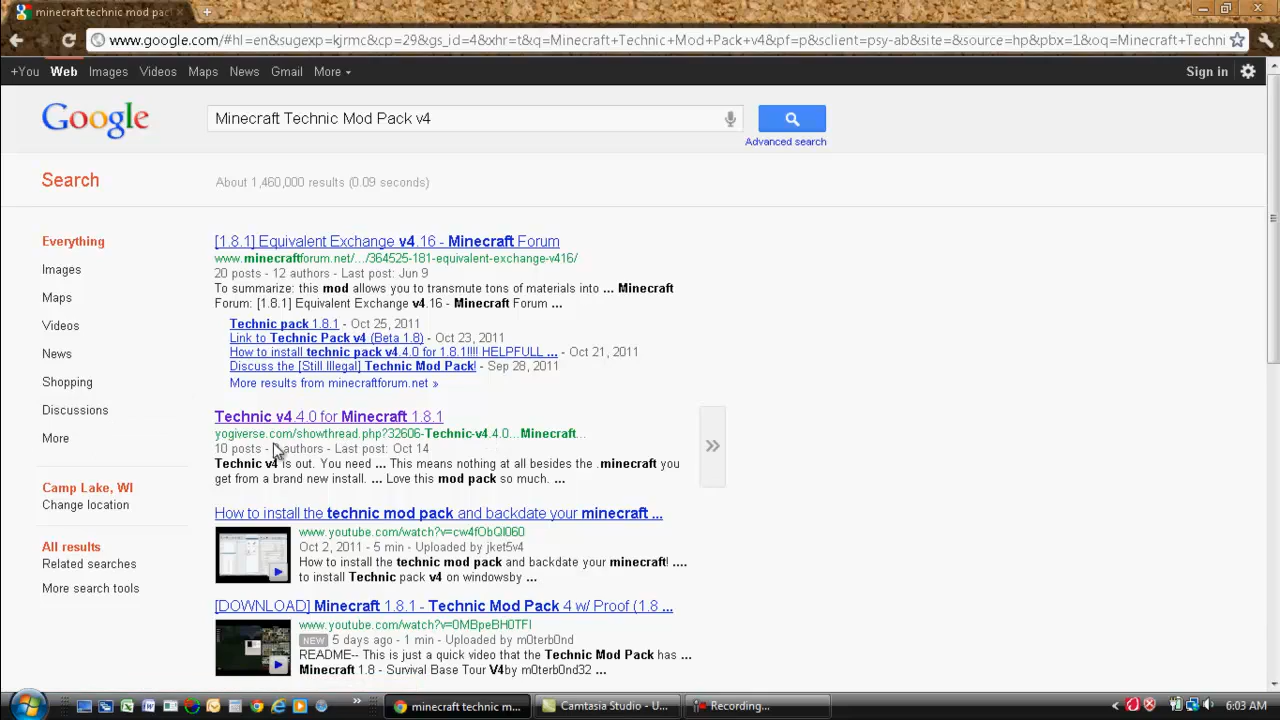 minecraft technic mod pac
www.google.com/#hl=en&sugexp=kjrmc&cp=29&gs_id=4&xhr=t&q=Minecraft+Technic+Mod+Pack+v4&pf=p&sclient=psy-ab&site=&source=hp&pbx=1&oq=Minecraft+Techni
+You Web Images Videos Maps News Gmail More Sign in
Google
Minecraft Technic Mod Pack v4
Advanced search
Search
About 1,460,000 results (0.09 seconds)
Everything
Images
Maps
Videos
News
Shopping
Discussions
More
Camp Lake, WI
Change location
All results
Related searches
More search tools
[1.8.1] Equivalent Exchange v4.16 - Minecraft Forum
www.minecraftforum.net/.../364525-181-equivalent-exchange-v416/
20 posts - 12 authors - Last post: Jun 9
To summarize: this mod allows you to transmute tons of materials into ... Minecraft
Forum: [1.8.1] Equivalent Exchange v4.16 - Minecraft Forum ...
Technic pack 1.8.1 - Oct 25, 2011
Link to Technic Pack v4 (Beta 1.8) - Oct 23, 2011
How to install technic pack v4.4.0 for 1.8.1!!!! HELPFULL ... - Oct 21, 2011
Discuss the [Still Illegal] Technic Mod Pack! - Sep 28, 2011
More results from minecraftforum.net »
Technic v4.4.0 for Minecraft 1.8.1
yogiverse.com/showthread.php?32606-Technic-v4.4.0...Minecraft...
10 posts - authors - Last post: Oct 14
Technic v4 is out. You need ... This means nothing at all besides the .minecraft you
get from a brand new install. ... Love this mod pack so much. ...
How to install the technic mod pack and backdate your minecraft ...
www.youtube.com/watch?v=cw4fObQl060
Oct 2, 2011 - 5 min - Uploaded by jket5v4
How to install the technic mod pack and backdate your minecraft! ....
to install Technic pack v4 on windowsby ...
[DOWNLOAD] Minecraft 1.8.1 - Technic Mod Pack 4 w/ Proof (1.8 ...
www.youtube.com/watch?v=0MBpeBH0TFI
NEW 5 days ago - 1 min - Uploaded by m0terb0nd
README-- This is just a quick video that the Technic Mod Pack has ...
Minecraft 1.8 - Survival Base Tour V4by m0terb0nd32 ...
minecraft technic m... Camtasia Studio - U... Recording... 6:03 AM